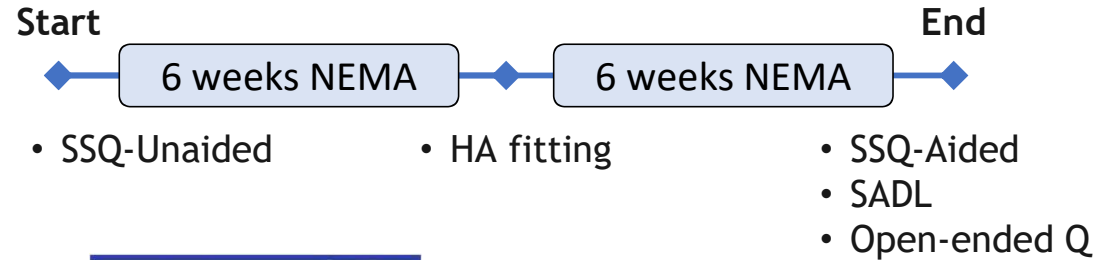 Start End
6 weeks NEMA 6 weeks NEMA
• SSQ-Unaided • HA fitting • SSQ-Aided
• SADL
• Open-ended Q